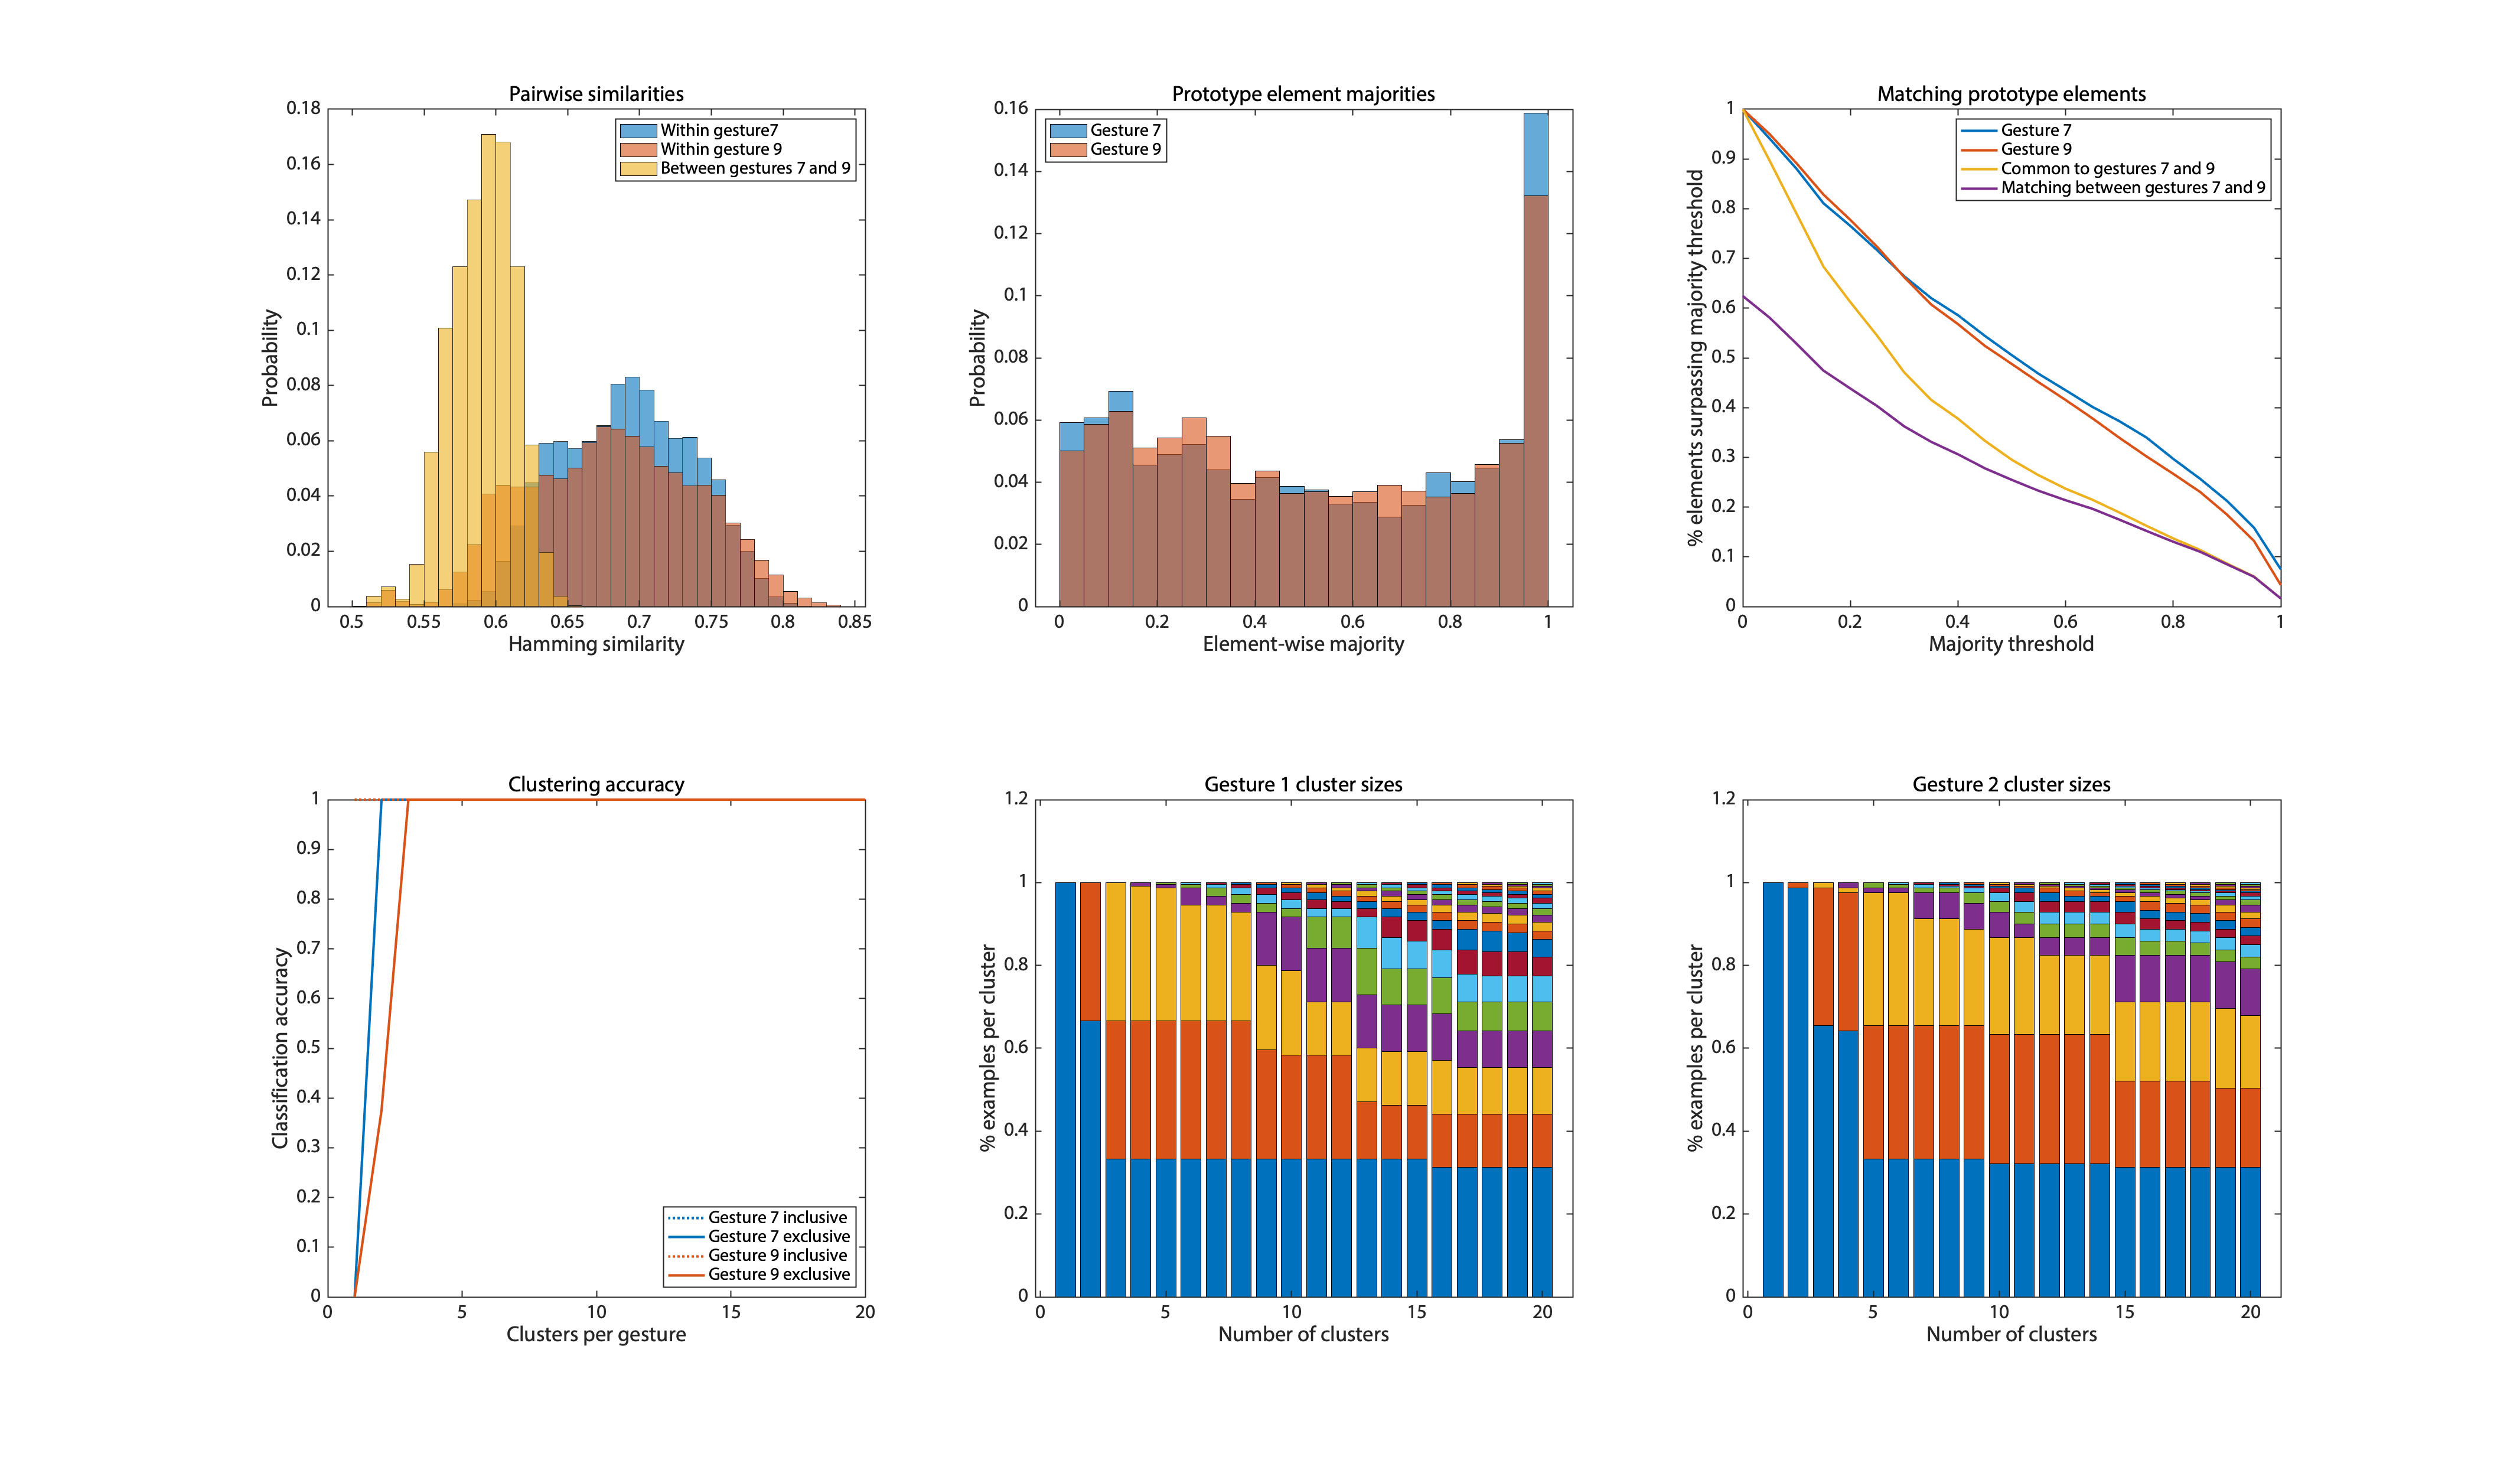 Pairwise similarities
0.18
0.16
0.14
0.12
0.1
0.08
0.06
0.04
0.02
0
Probability
Within gesture7
Within gesture 9
Between gestures 7 and 9
0.5 0.55 0.6 0.65 0.7 0.75 0.8 0.85
Hamming similarity
Prototype element majorities
0.16
0.14
0.12
0.1
0.08
0.06
0.04
0.02
0
Probability
Gesture 7
Gesture 9
0 0.2 0.4 0.6 0.8 1
Element-wise majority
Matching prototype elements
1
0.9
0.8
0.7
0.6
0.5
0.4
0.3
0.2
0.1
0
% elements surpassing majority threshold
Gesture 7
Gesture 9
Common to gestures 7 and 9
Matching between gestures 7 and 9
0 0.2 0.4 0.6 0.8 1
Majority threshold
Clustering accuracy
1
0.9
0.8
0.7
0.6
0.5
0.4
0.3
0.2
0.1
0
Classification accuracy
Gesture 7 inclusive
Gesture 7 exclusive
Gesture 9 inclusive
Gesture 9 exclusive
0 5 10 15 20
Clusters per gesture
Gesture 1 cluster sizes
1.2
1
0.8
0.6
0.4
0.2
0
% examples per cluster
0 5 10 15 20
Number of clusters
Gesture 2 cluster sizes
1.2
1
0.8
0.6
0.4
0.2
0
% examples per cluster
0 5 10 15 20
Number of clusters